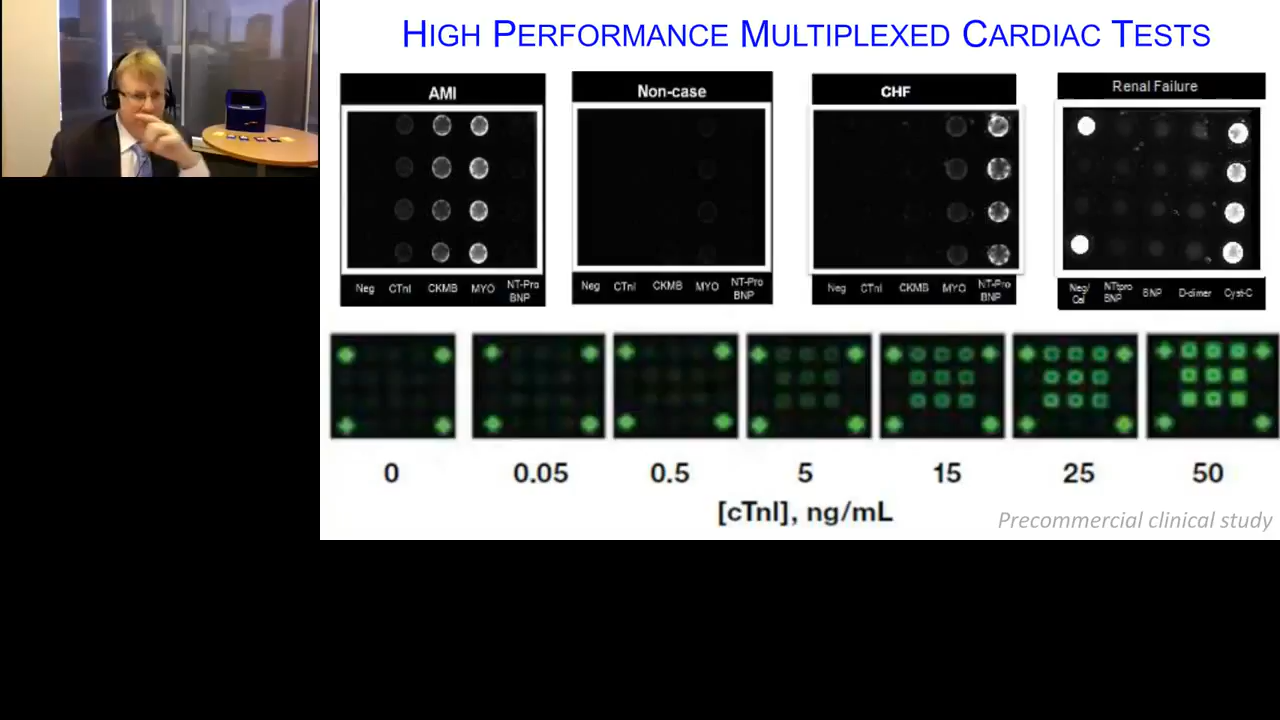 HIGH PERFORMANCE MULTIPLEXED CARDIAC TESTS
AMI
Neg CTnI CKMB MYO NT-Pro BNP
Non-case
Neg CTnI CKMB MYO NT-Pro BNP
CHF
Neg CTnI CKMB MYO NT-Pro BNP
Renal Failure
Neg/ Cal NTpro BNP BNP D-dimer Cyst-C
0 0.05 0.5 5 15 25 50
[cTnI], ng/mL
Precommercial clinical study